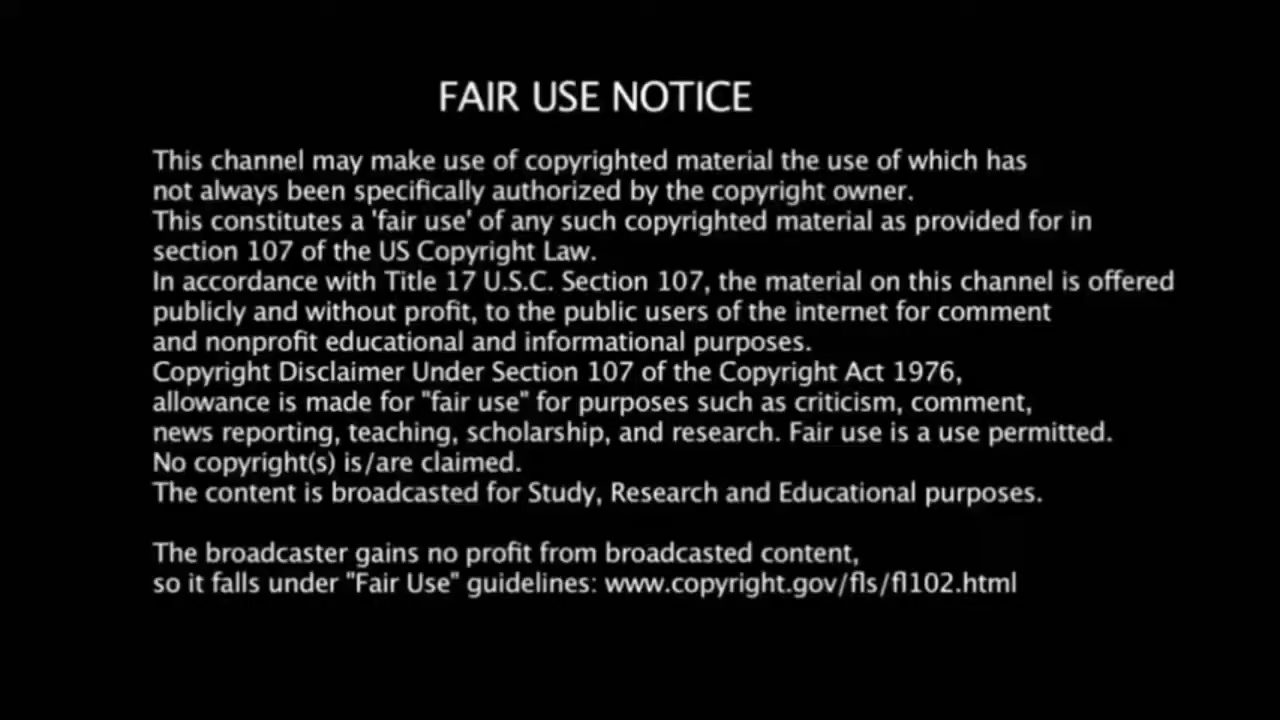 FAIR USE NOTICE
This channel may make use of copyrighted material the use of which has
not always been specifically authorized by the copyright owner.
This constitutes a 'fair use' of any such copyrighted material as provided for in
section 107 of the US Copyright Law.
In accordance with Title 17 U.S.C. Section 107, the material on this channel is offered
publicly and without profit, to the public users of the internet for comment
and nonprofit educational and informational purposes.
Copyright Disclaimer Under Section 107 of the Copyright Act 1976,
allowance is made for "fair use" for purposes such as criticism, comment,
news reporting, teaching, scholarship, and research. Fair use is a use permitted.
No copyright(s) is/are claimed.
The content is broadcasted for Study, Research and Educational purposes.
The broadcaster gains no profit from broadcasted content,
so it falls under "Fair Use" guidelines: www.copyright.gov/fls/fl102.html